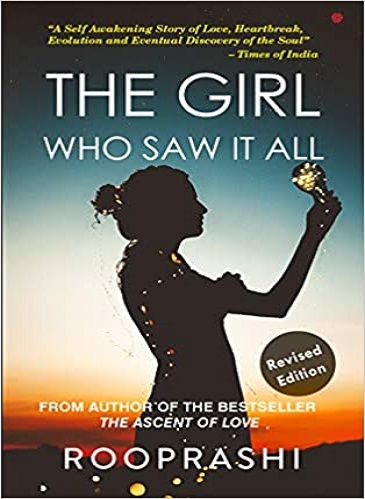 “A Self Awakening Story of Love, Heartbreak,
Evolution and Eventual Discovery of the Soul”
– Times of India
THE GIRL
WHO SAW IT ALL
Revised
Edition
FROM AUTHOR OF THE BESTSELLER
THE ASCENT OF LOVE
ROOPRASHI